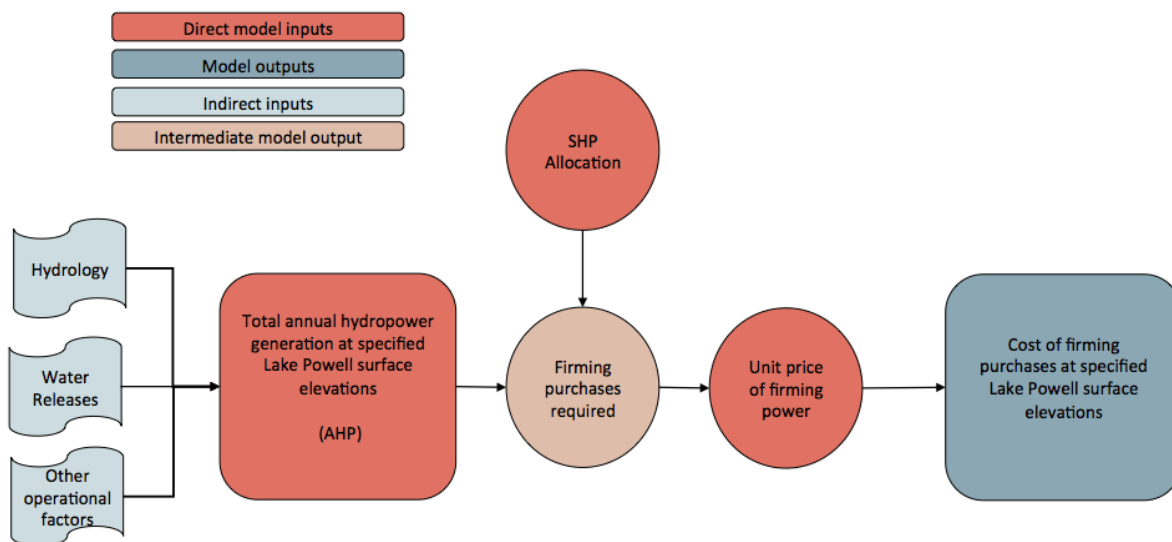 Direct model inputs
Model outputs
Indirect inputs
Intermediate model output
SHP
Allocation
Hydrology
Water
Releases
Other
operational
factors
Total annual hydropower
generation at specified
Lake Powell surface
elevations
(AHP)
Firming
purchases
required
Unit price
of firming
power
Cost of firming
purchases at specified
Lake Powell surface
elevations